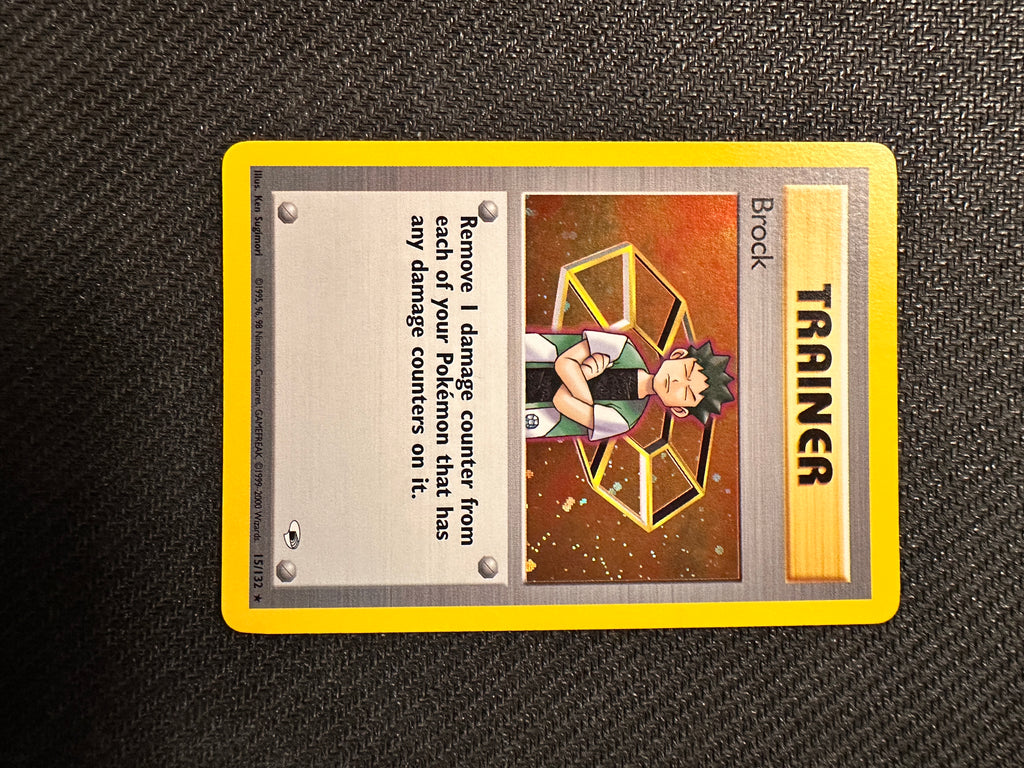 TRAINER
Brock
Remove 1 damage counter from
each of your Pokémon that has
any damage counters on it.
Illus. Ken Sugimori ©1995, 96, 98 Nintendo, Creatures, GAMEFREAK. ©1999-2000 Wizards. 15/132 ★